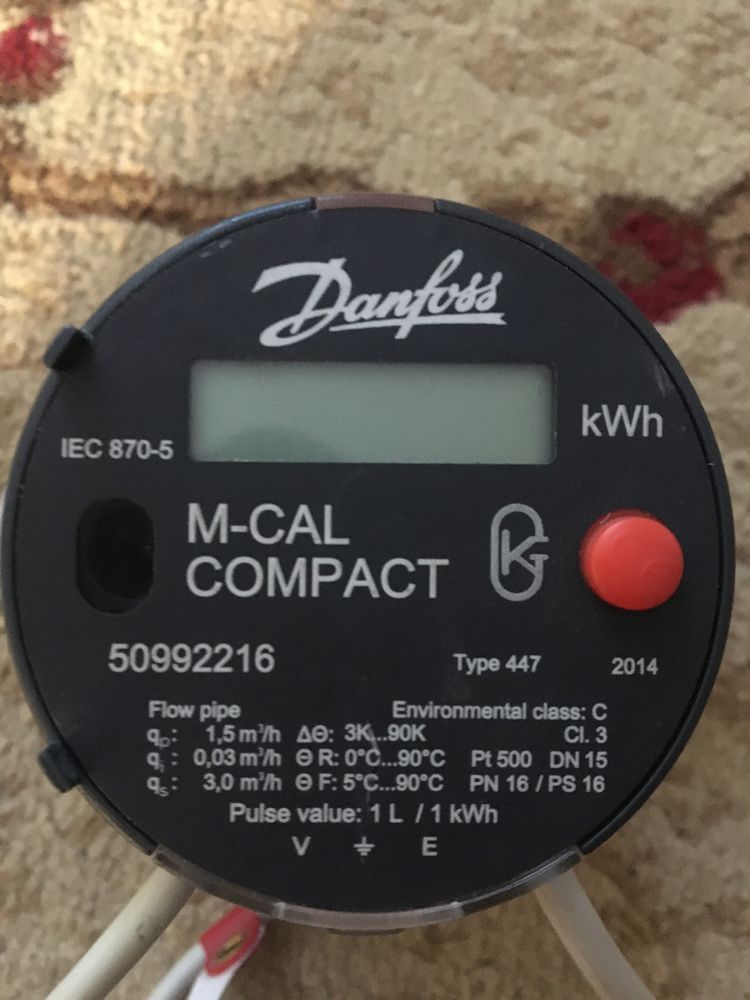 Danfoss
kWh
IEC 870-5
M-CAL
COMPACT
50992216 Type 447 2014
Flow pipe Environmental class: C
qp: 1,5 m³/h ΔΘ: 3K...90K Cl. 3
qi: 0,03 m³/h Θ R: 0°C...90°C Pt 500 DN 15
qs: 3,0 m³/h Θ F: 5°C...90°C PN 16 / PS 16
Pulse value: 1 L / 1 kWh
V ⏚ E